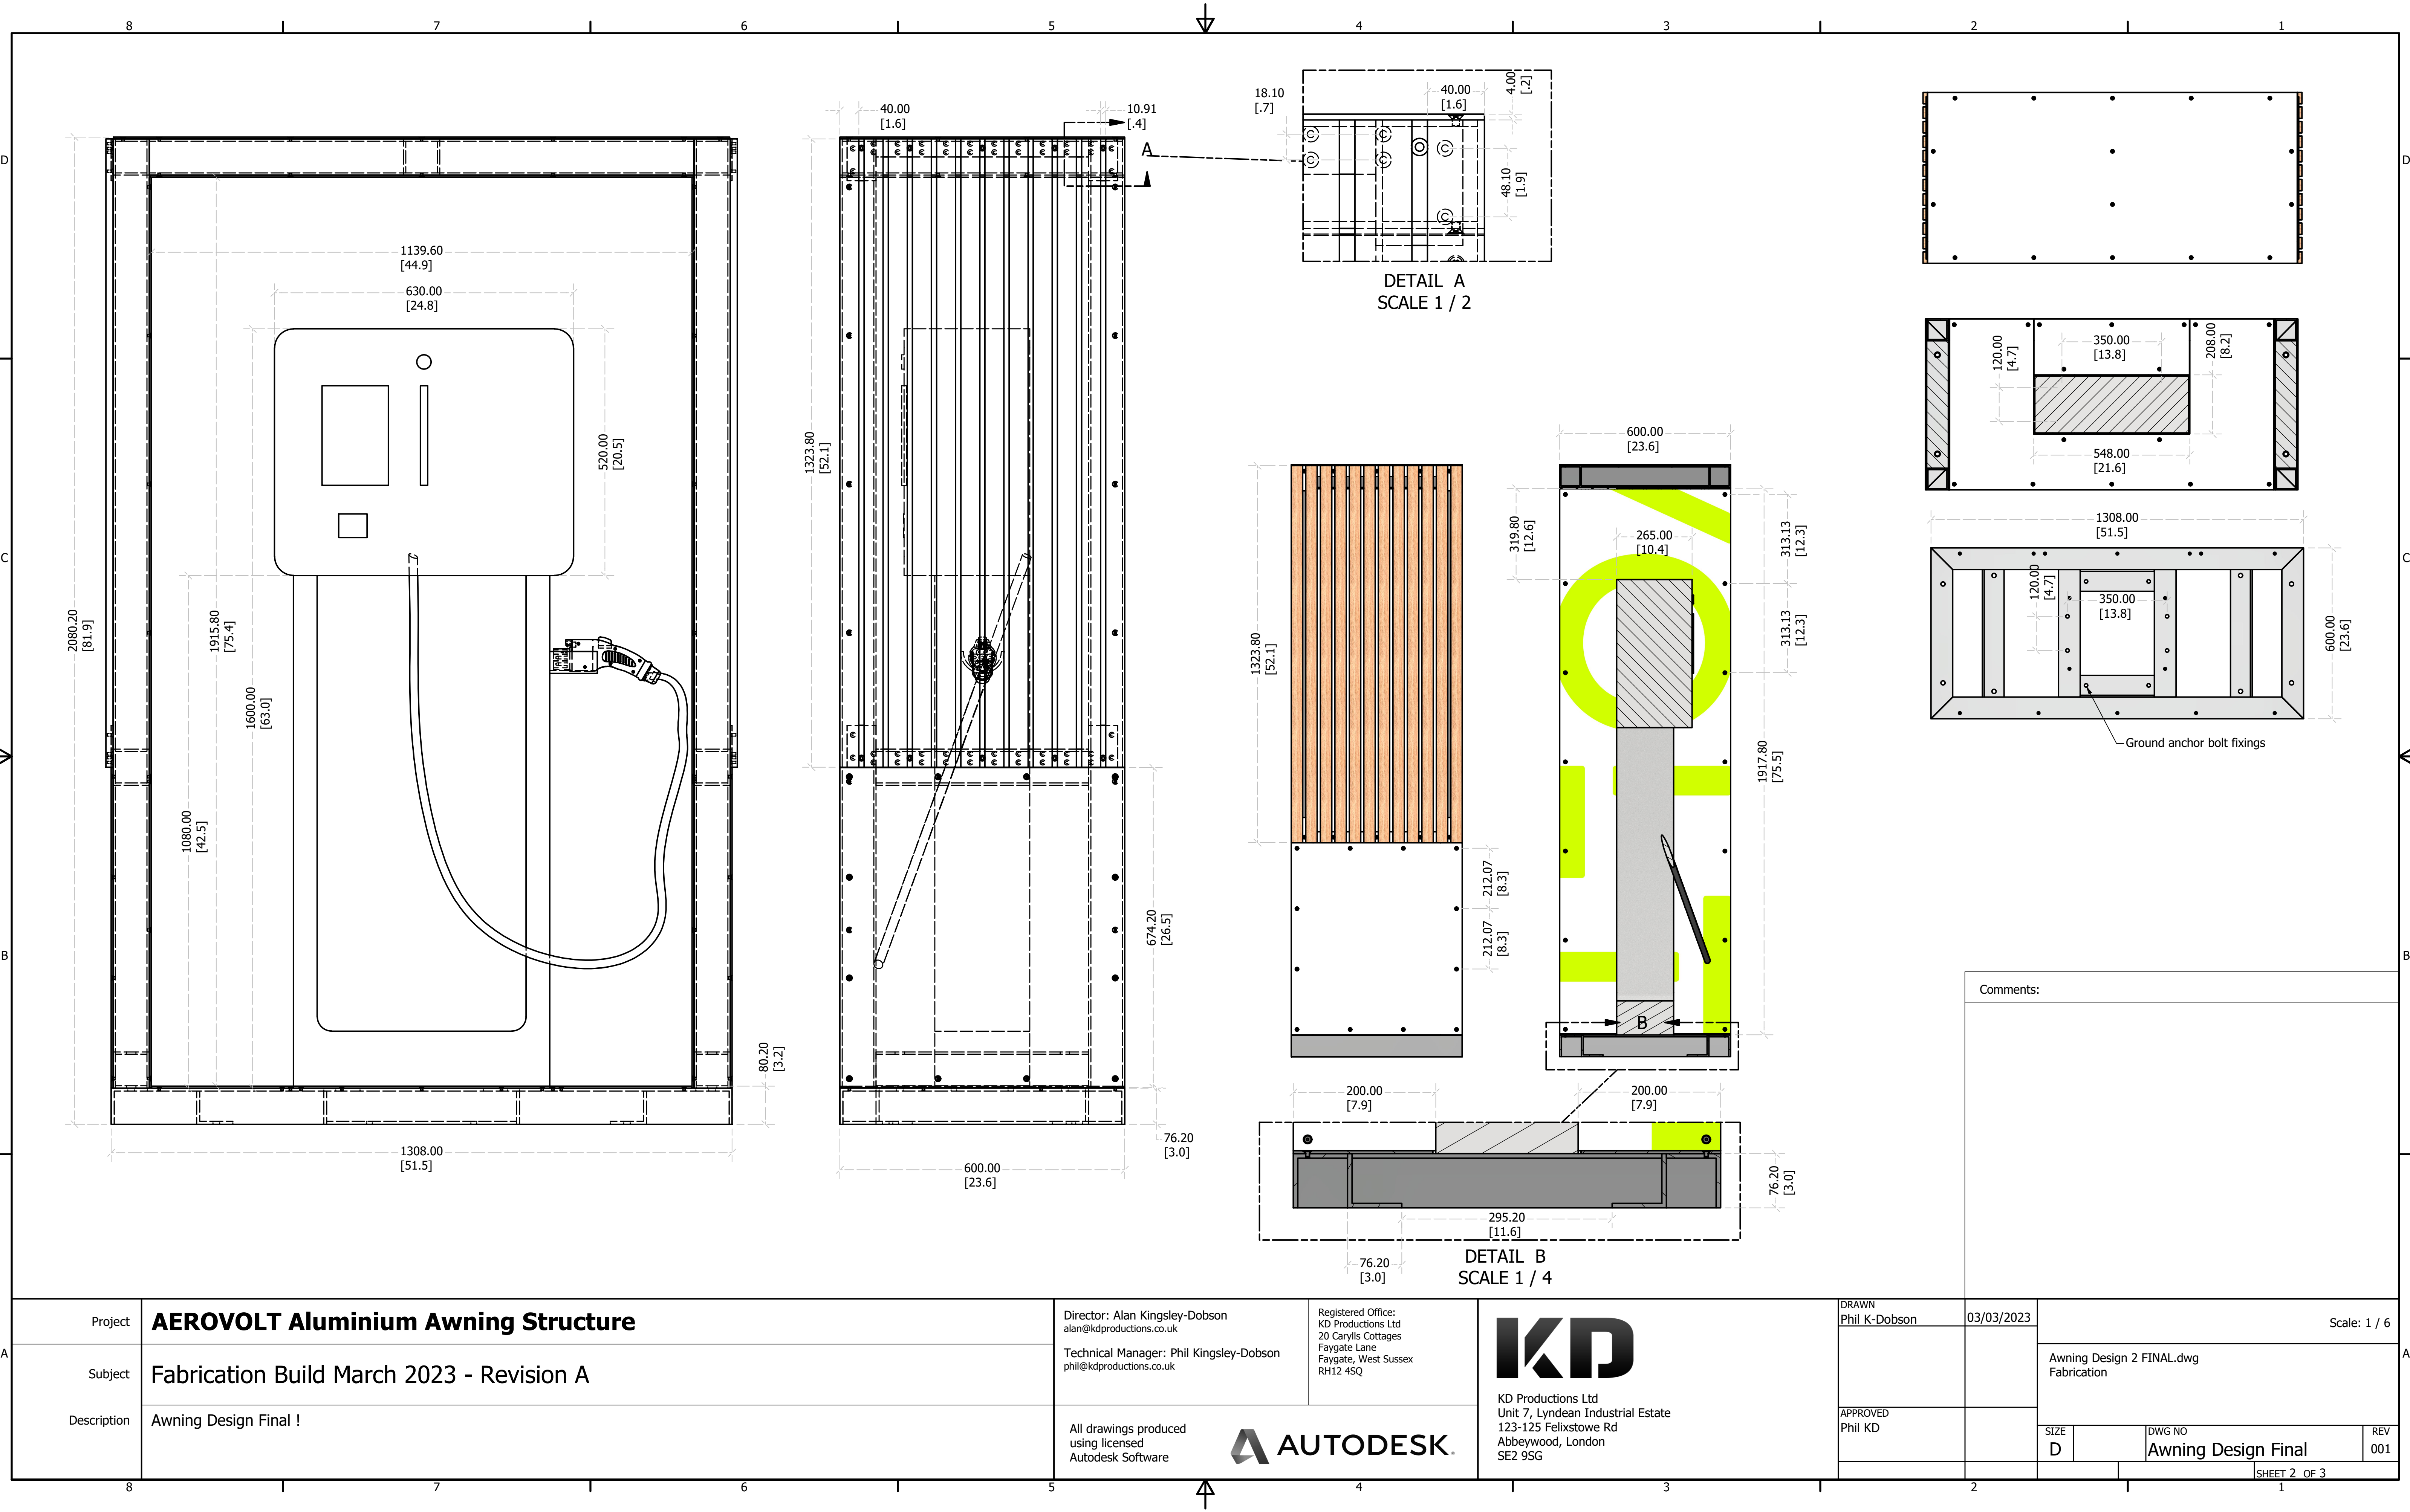 8 7 6 5 4 3 2 1
D
C
B
A
D
C
B
A
2080.20
[81.9]
1915.80
[75.4]
1600.00
[63.0]
1080.00
[42.5]
1139.60
[44.9]
630.00
[24.8]
520.00
[20.5]
80.20
[3.2]
1308.00
[51.5]
40.00
[1.6]
10.91
[.4]
A
1323.80
[52.1]
674.20
[26.5]
76.20
[3.0]
600.00
[23.6]
18.10
[.7]
40.00
[1.6]
4.00
[.2]
48.10
[1.9]
DETAIL A
SCALE 1 / 2
1323.80
[52.1]
212.07
[8.3]
212.07
[8.3]
600.00
[23.6]
319.80
[12.6]
265.00
[10.4]
313.13
[12.3]
313.13
[12.3]
1917.80
[75.5]
B
200.00
[7.9]
200.00
[7.9]
76.20
[3.0]
295.20
[11.6]
76.20
[3.0]
DETAIL B
SCALE 1 / 4
120.00
[4.7]
350.00
[13.8]
208.00
[8.2]
548.00
[21.6]
1308.00
[51.5]
120.00
[4.7]
350.00
[13.8]
600.00
[23.6]
Ground anchor bolt fixings
Comments:
Project
AEROVOLT Aluminium Awning Structure
Subject
Fabrication Build March 2023 - Revision A
Description
Awning Design Final !
Director: Alan Kingsley-Dobson
alan@kdproductions.co.uk
Technical Manager: Phil Kingsley-Dobson
phil@kdproductions.co.uk
Registered Office:
KD Productions Ltd
20 Carylls Cottages
Faygate Lane
Faygate, West Sussex
RH12 4SQ
All drawings produced
using licensed
Autodesk Software
AUTODESK.
KD
KD Productions Ltd
Unit 7, Lyndean Industrial Estate
123-125 Felixstowe Rd
Abbeywood, London
SE2 9SG
DRAWN
Phil K-Dobson
03/03/2023
APPROVED
Phil KD
Scale: 1 / 6
Awning Design 2 FINAL.dwg
Fabrication
SIZE
D
DWG NO
Awning Design Final
REV
001
SHEET 2 OF 3
8 7 6 5 4 3 2 1